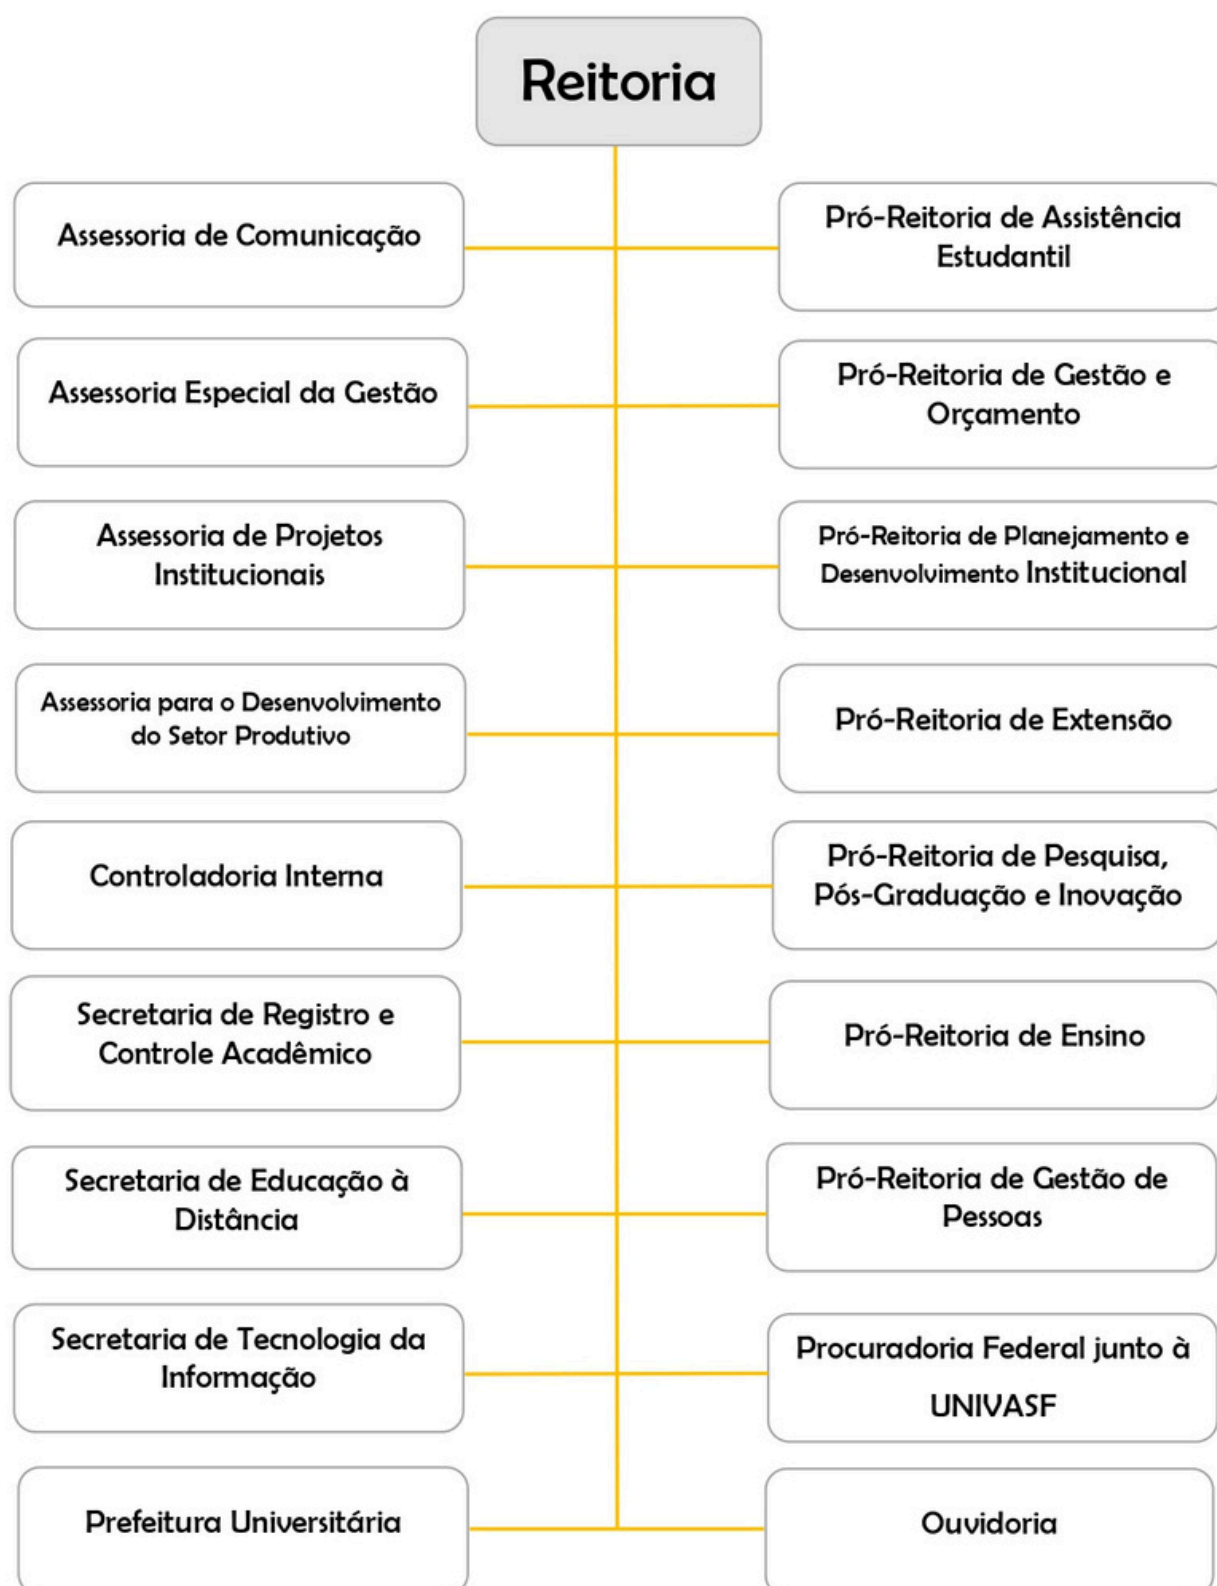 Reitoria
Assessoria de Comunicação
Pró-Reitoria de Assistência
Estudantil
Assessoria Especial da Gestão
Pró-Reitoria de Gestão e
Orçamento
Assessoria de Projetos
Institucionais
Pró-Reitoria de Planejamento e
Desenvolvimento Institucional
Assessoria para o Desenvolvimento
do Setor Produtivo
Pró-Reitoria de Extensão
Controladoria Interna
Pró-Reitoria de Pesquisa,
Pós-Graduação e Inovação
Secretaria de Registro e
Controle Acadêmico
Pró-Reitoria de Ensino
Secretaria de Educação à
Distância
Pró-Reitoria de Gestão de
Pessoas
Secretaria de Tecnologia da
Informação
Procuradoria Federal junto à
UNIVASF
Prefeitura Universitária
Ouvidoria